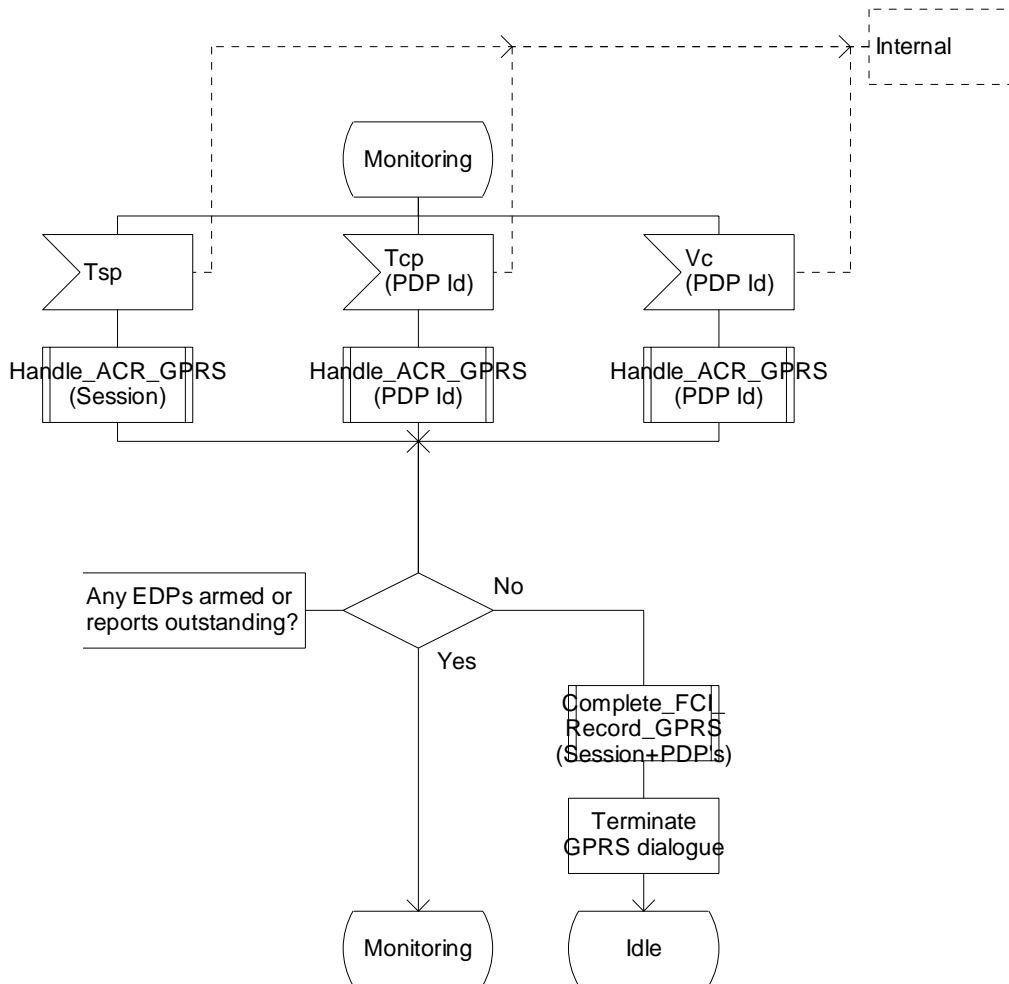 Internal
Monitoring
Tsp
Tcp
(PDP Id)
Vc
(PDP Id)
Handle_ACR_GPRS
(Session)
Handle_ACR_GPRS
(PDP Id)
Handle_ACR_GPRS
(PDP Id)
Any EDPs armed or
reports outstanding?
No
Yes
Complete_FCI_
Record_GPRS
(Session+PDP's)
Terminate
GPRS dialogue
Monitoring
Idle